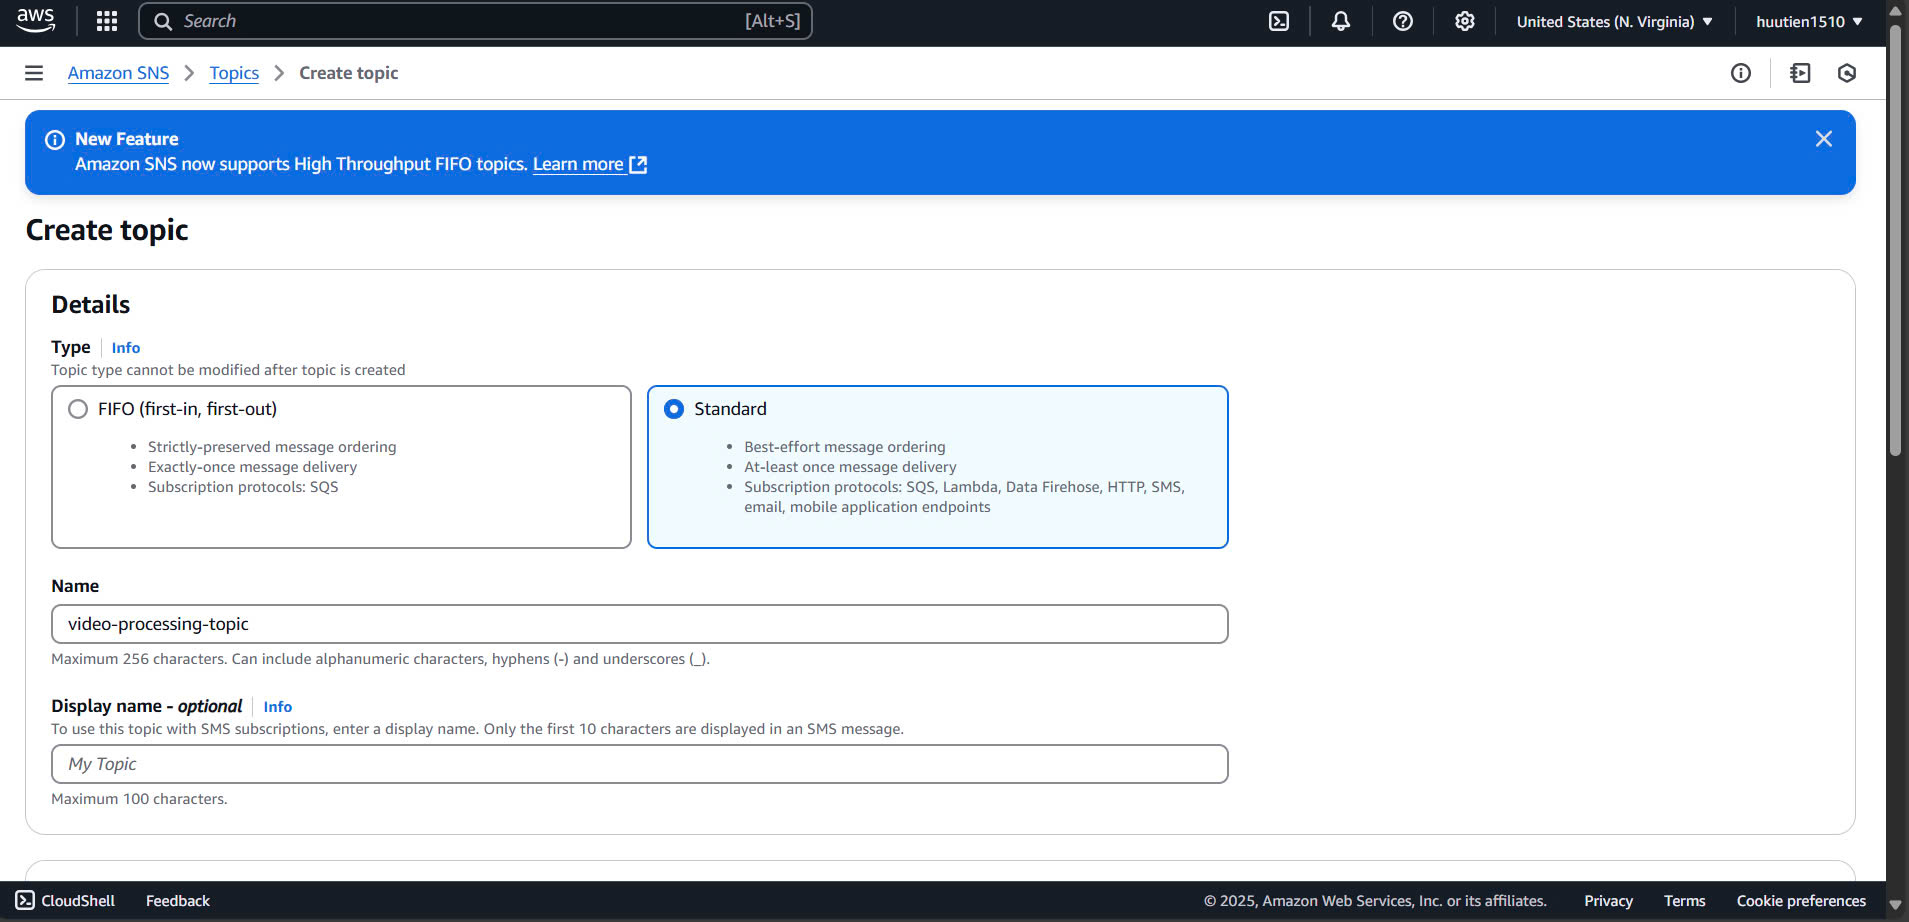 aws
Search [Alt+S]
United States (N. Virginia)
huutien1510
Amazon SNS
Topics
Create topic
New Feature
Amazon SNS now supports High Throughput FIFO topics. Learn more
Create topic
Details
Type Info
Topic type cannot be modified after topic is created
FIFO (first-in, first-out)
• Strictly-preserved message ordering
• Exactly-once message delivery
• Subscription protocols: SQS
Standard
• Best-effort message ordering
• At-least once message delivery
• Subscription protocols: SQS, Lambda, Data Firehose, HTTP, SMS,
email, mobile application endpoints
Name
video-processing-topic
Maximum 256 characters. Can include alphanumeric characters, hyphens (-) and underscores (_).
Display name - optional Info
To use this topic with SMS subscriptions, enter a display name. Only the first 10 characters are displayed in an SMS message.
My Topic
Maximum 100 characters.
CloudShell
Feedback
© 2025, Amazon Web Services, Inc. or its affiliates.
Privacy
Terms
Cookie preferences